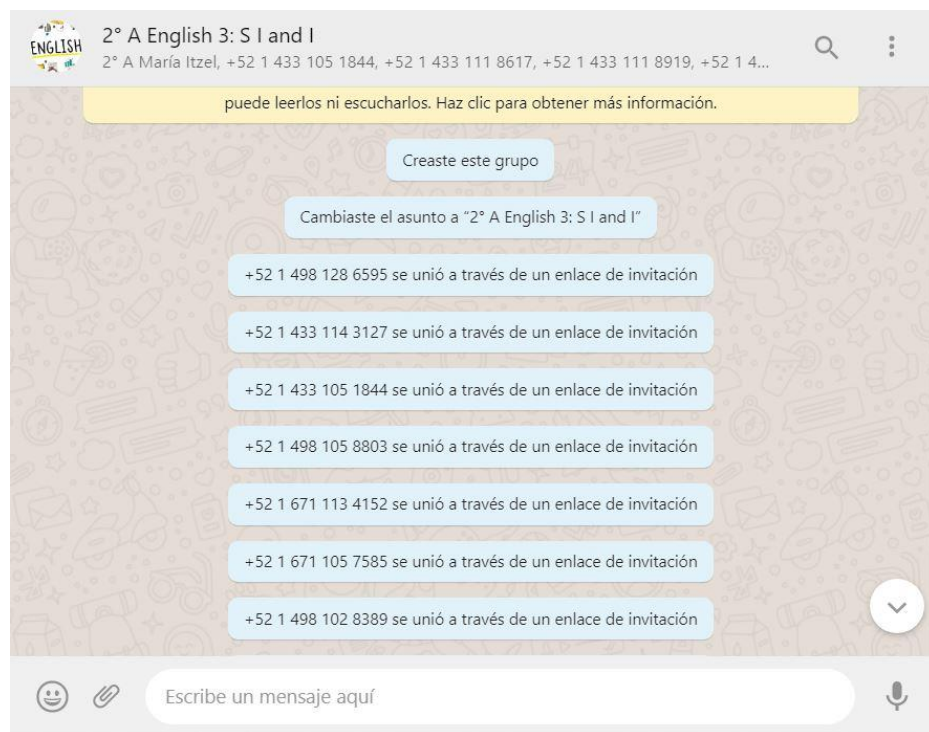 ENGLISH
2° A English 3: S I and I
2° A María Itzel, +52 1 433 105 1844, +52 1 433 111 8617, +52 1 433 111 8919, +52 1 4...
puede leerlos ni escucharlos. Haz clic para obtener más información.
Creaste este grupo
Cambiaste el asunto a “2° A English 3: S I and I”
+52 1 498 128 6595 se unió a través de un enlace de invitación
+52 1 433 114 3127 se unió a través de un enlace de invitación
+52 1 433 105 1844 se unió a través de un enlace de invitación
+52 1 498 105 8803 se unió a través de un enlace de invitación
+52 1 671 113 4152 se unió a través de un enlace de invitación
+52 1 671 105 7585 se unió a través de un enlace de invitación
+52 1 498 102 8389 se unió a través de un enlace de invitación
Escribe un mensaje aquí